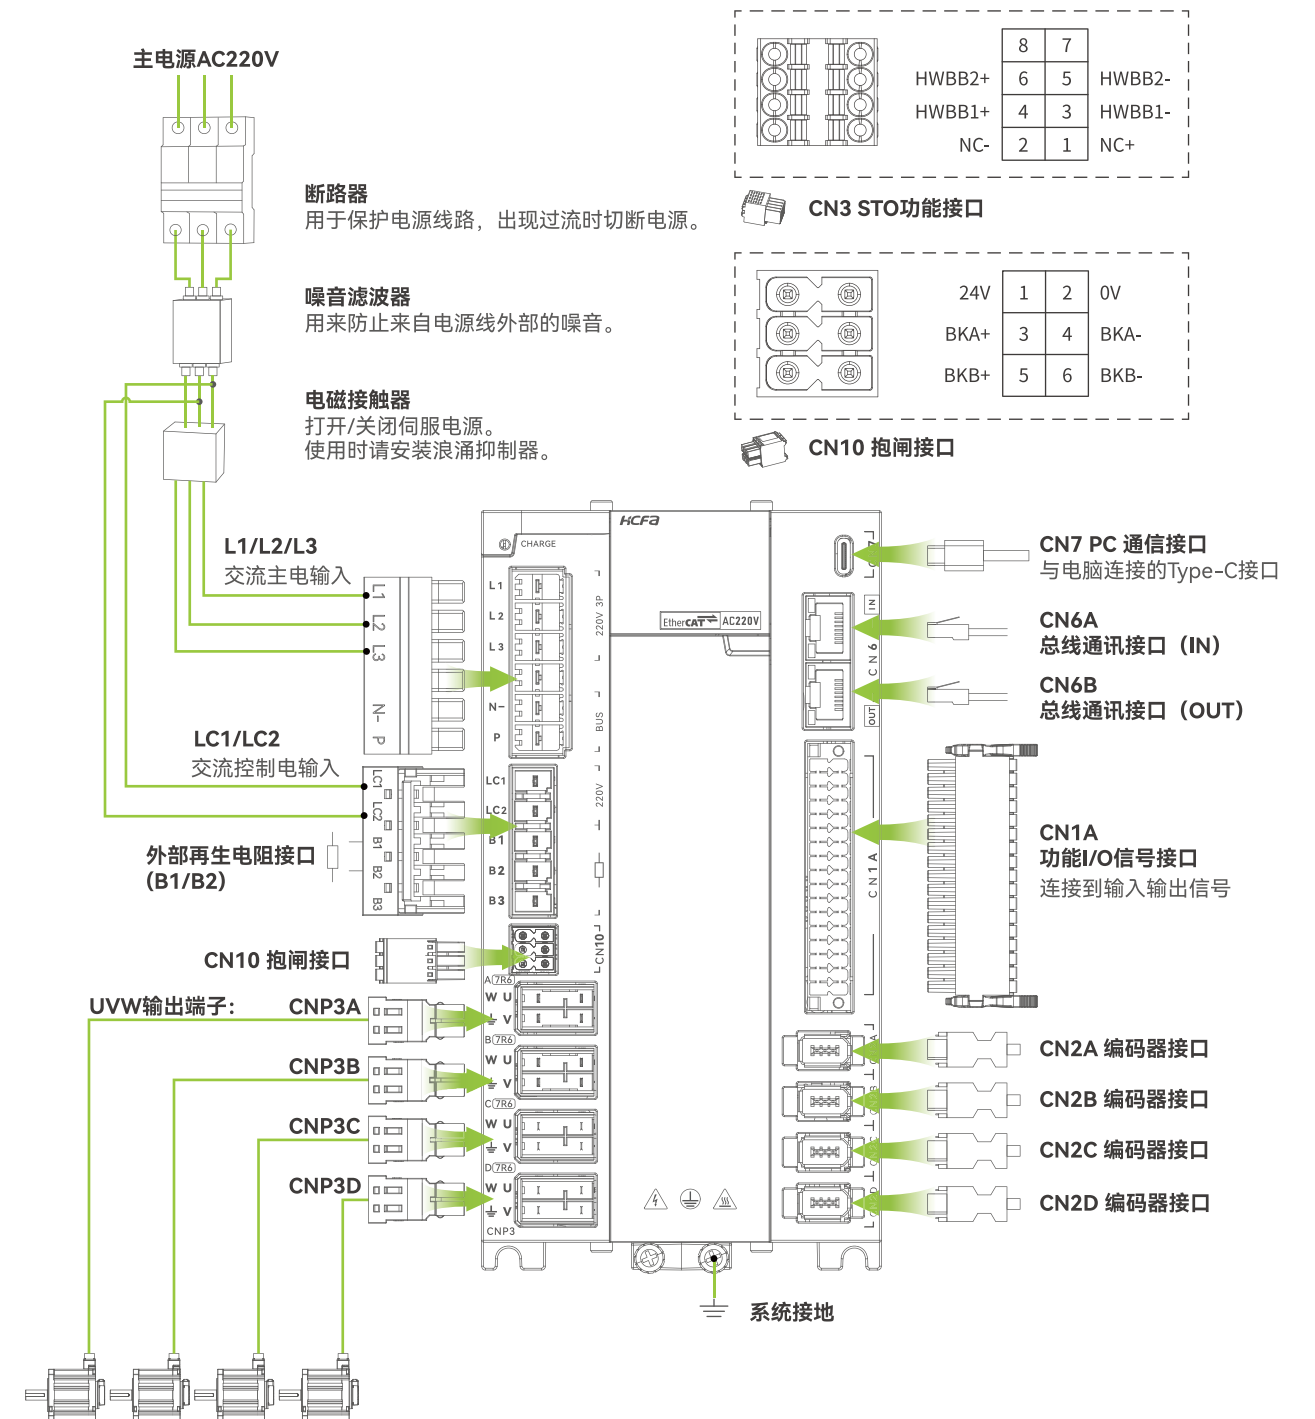 主电源AC220V
断路器
用于保护电源线路，出现过流时切断电源。
噪音滤波器
用来防止来自电源线外部的噪音。
电磁接触器
打开/关闭伺服电源。
使用时请安装浪涌抑制器。
8 7
HWBB2+ 6 5 HWBB2-
HWBB1+ 4 3 HWBB1-
NC- 2 1 NC+
CN3 STO功能接口
24V 1 2 0V
BKA+ 3 4 BKA-
BKB+ 5 6 BKB-
CN10 抱闸接口
L1/L2/L3
交流主电输入
L1
L2
L3
N-
P
LC1/LC2
交流控制电输入
LC1
LC2
B1
B2
B3
外部再生电阻接口
(B1/B2)
CN10 抱闸接口
UVW输出端子：
CNP3A
CNP3B
CNP3C
CNP3D
HCFA
CHARGE
EtherCAT AC220V
L1
L2
L3
N-
P
220V 3P
BUS
LC1
LC2
B1
B2
B3
220V
CN10
A 7R6
W U
V
B 7R6
W U
V
C 7R6
W U
V
D 7R6
W U
V
CNP3
IN
CN6
OUT
CN1A
CN2D
CN7 PC 通信接口
与电脑连接的Type-C接口
CN6A
总线通讯接口（IN）
CN6B
总线通讯接口（OUT）
CN1A
功能I/O信号接口
连接到输入输出信号
CN2A 编码器接口
CN2B 编码器接口
CN2C 编码器接口
CN2D 编码器接口
系统接地